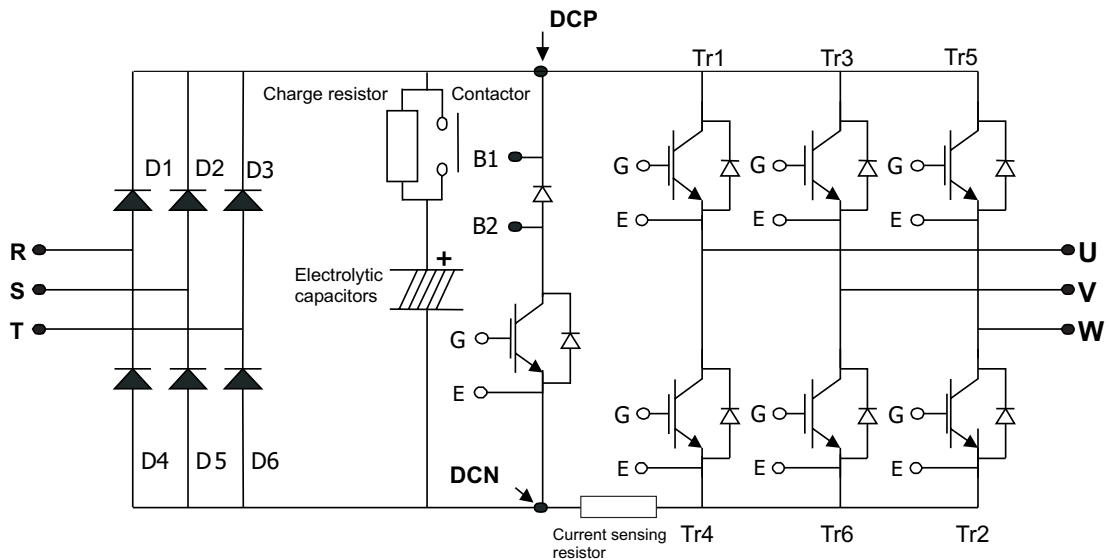 DCP
Tr1 Tr3 Tr5
Charge resistor Contactor
D1 D2 D3
B1
G G G
B2
E E E
R
U
+
Electrolytic
capacitors
S
V
T
W
G
E
G G G
D4 D5 D6
E E E
DCN
Current sensing
resistor
Tr4 Tr6 Tr2